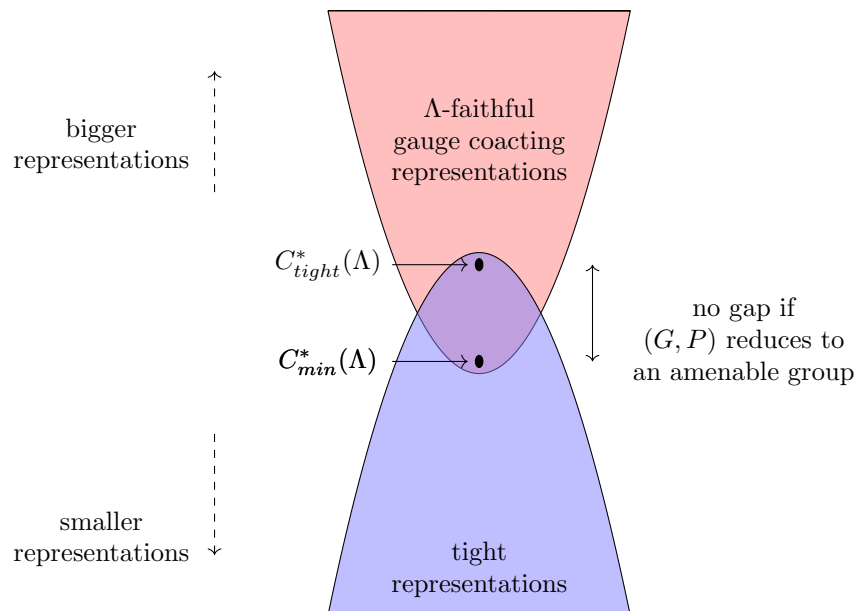 Λ-faithful
gauge coacting
representations
bigger
representations
C*tight(Λ)
C*min(Λ)
no gap if
(G, P) reduces to
an amenable group
smaller
representations
tight
representations